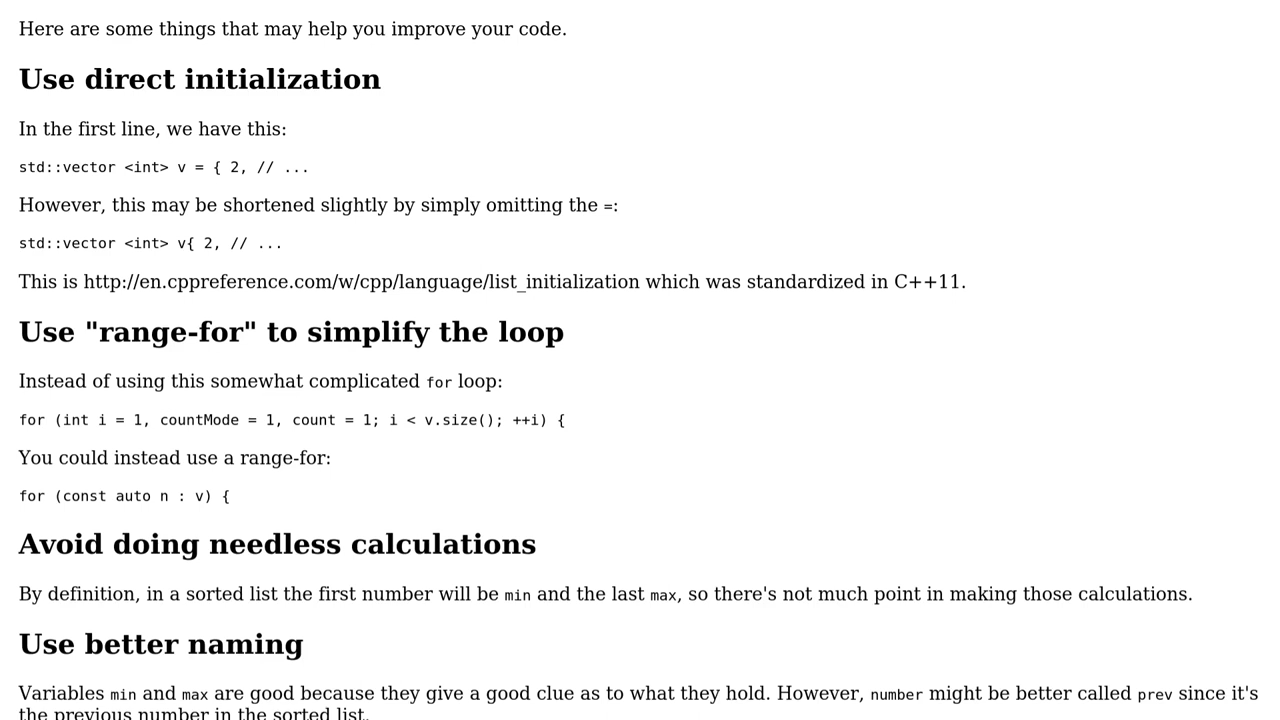 Here are some things that may help you improve your code.
Use direct initialization
In the first line, we have this:
std::vector <int> v = { 2, // ...
However, this may be shortened slightly by simply omitting the =:
std::vector <int> v{ 2, // ...
This is http://en.cppreference.com/w/cpp/language/list_initialization which was standardized in C++11.
Use "range-for" to simplify the loop
Instead of using this somewhat complicated for loop:
for (int i = 1, countMode = 1, count = 1; i < v.size(); ++i) {
You could instead use a range-for:
for (const auto n : v) {
Avoid doing needless calculations
By definition, in a sorted list the first number will be min and the last max, so there's not much point in making those calculations.
Use better naming
Variables min and max are good because they give a good clue as to what they hold. However, number might be better called prev since it's
the previous number in the sorted list.